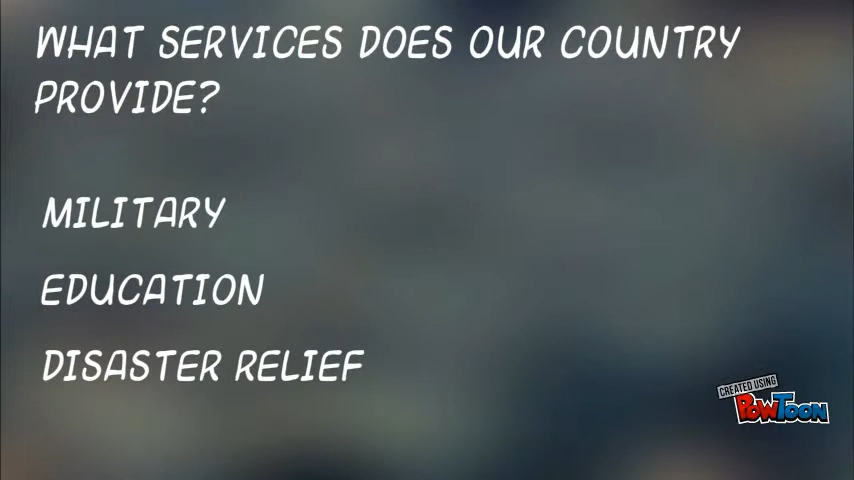 WHAT SERVICES DOES OUR COUNTRY
PROVIDE?
MILITARY
EDUCATION
DISASTER RELIEF
CREATED USING
POWTOON